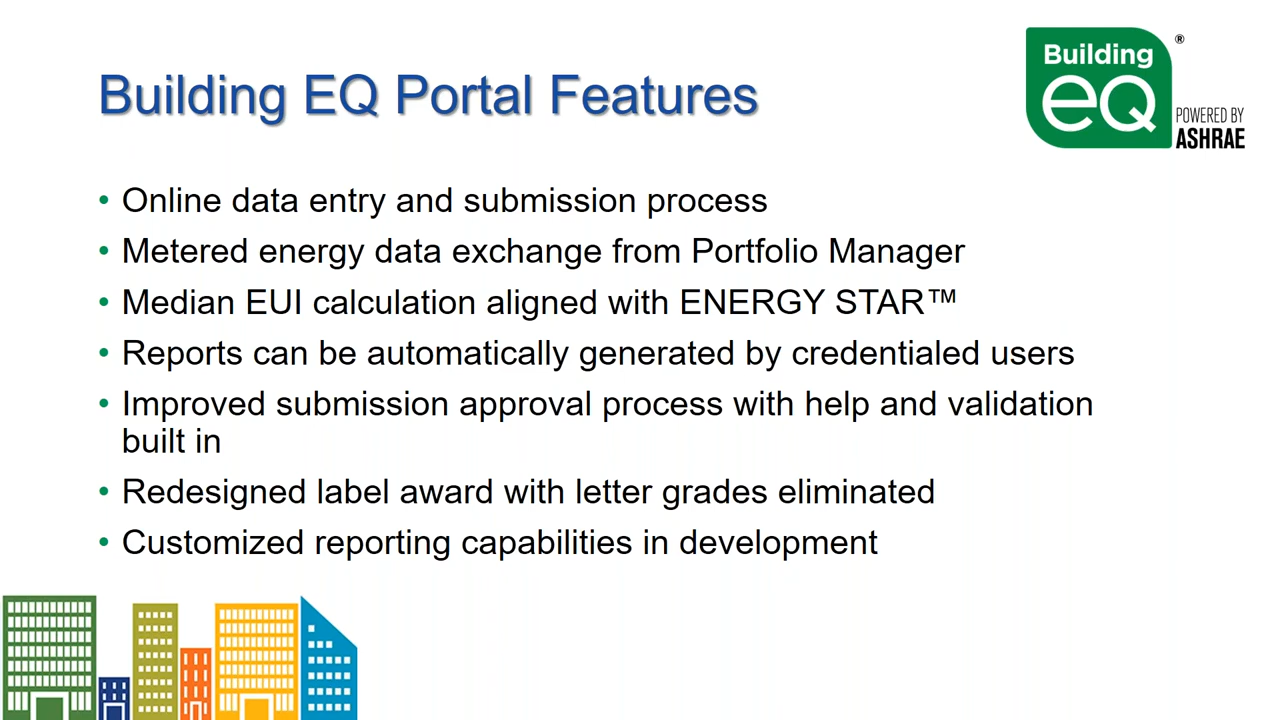 Building EQ Portal Features
Building
eQ
®
POWERED BY
ASHRAE
• Online data entry and submission process
• Metered energy data exchange from Portfolio Manager
• Median EUI calculation aligned with ENERGY STAR™
• Reports can be automatically generated by credentialed users
• Improved submission approval process with help and validation
built in
• Redesigned label award with letter grades eliminated
• Customized reporting capabilities in development